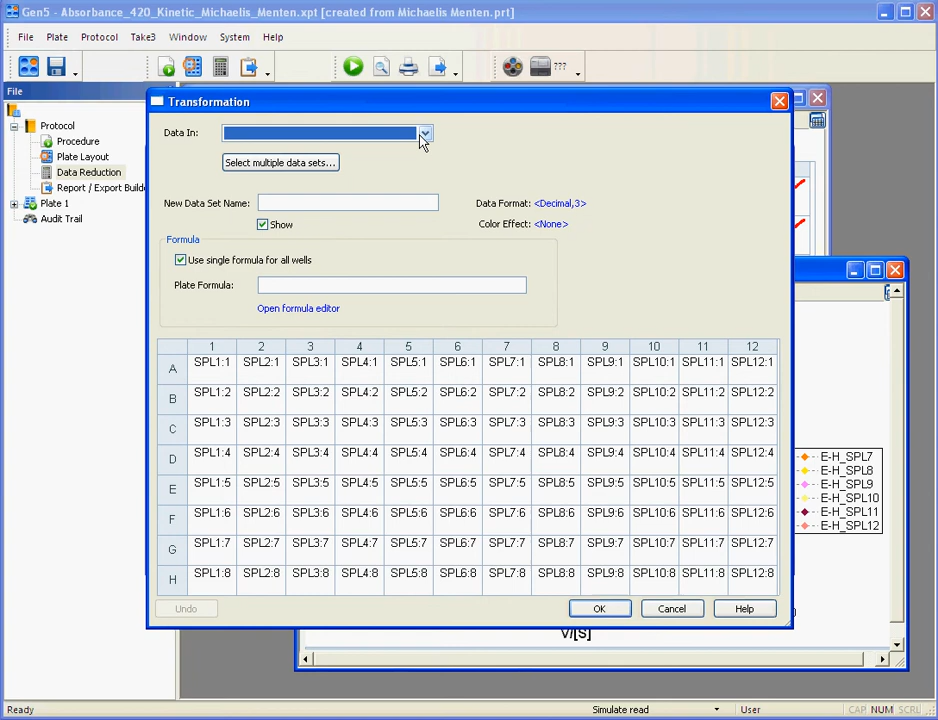 Gen5 - Absorbance_420_Kinetic_Michaelis_Menten.xpt [created from Michaelis Menten.prt]
File Plate Protocol Take3 Window System Help
???
File
Protocol
Procedure
Plate Layout
Data Reduction
Report / Export Builde
Plate 1
Audit Trail
Transformation
Data In:
Select multiple data sets...
New Data Set Name: Data Format: <Decimal,3>
Show Color Effect: <None>
Formula
Use single formula for all wells
Plate Formula:
Open formula editor
1 2 3 4 5 6 7 8 9 10 11 12
A SPL1:1 SPL2:1 SPL3:1 SPL4:1 SPL5:1 SPL6:1 SPL7:1 SPL8:1 SPL9:1 SPL10:1 SPL11:1 SPL12:1
B SPL1:2 SPL2:2 SPL3:2 SPL4:2 SPL5:2 SPL6:2 SPL7:2 SPL8:2 SPL9:2 SPL10:2 SPL11:2 SPL12:2
C SPL1:3 SPL2:3 SPL3:3 SPL4:3 SPL5:3 SPL6:3 SPL7:3 SPL8:3 SPL9:3 SPL10:3 SPL11:3 SPL12:3
D SPL1:4 SPL2:4 SPL3:4 SPL4:4 SPL5:4 SPL6:4 SPL7:4 SPL8:4 SPL9:4 SPL10:4 SPL11:4 SPL12:4
E SPL1:5 SPL2:5 SPL3:5 SPL4:5 SPL5:5 SPL6:5 SPL7:5 SPL8:5 SPL9:5 SPL10:5 SPL11:5 SPL12:5
F SPL1:6 SPL2:6 SPL3:6 SPL4:6 SPL5:6 SPL6:6 SPL7:6 SPL8:6 SPL9:6 SPL10:6 SPL11:6 SPL12:6
G SPL1:7 SPL2:7 SPL3:7 SPL4:7 SPL5:7 SPL6:7 SPL7:7 SPL8:7 SPL9:7 SPL10:7 SPL11:7 SPL12:7
H SPL1:8 SPL2:8 SPL3:8 SPL4:8 SPL5:8 SPL6:8 SPL7:8 SPL8:8 SPL9:8 SPL10:8 SPL11:8 SPL12:8
Undo OK Cancel Help
E-H_SPL7
E-H_SPL8
E-H_SPL9
E-H_SPL10
E-H_SPL11
E-H_SPL12
V/[S]
Ready Simulate read User CAP NUM SCRL